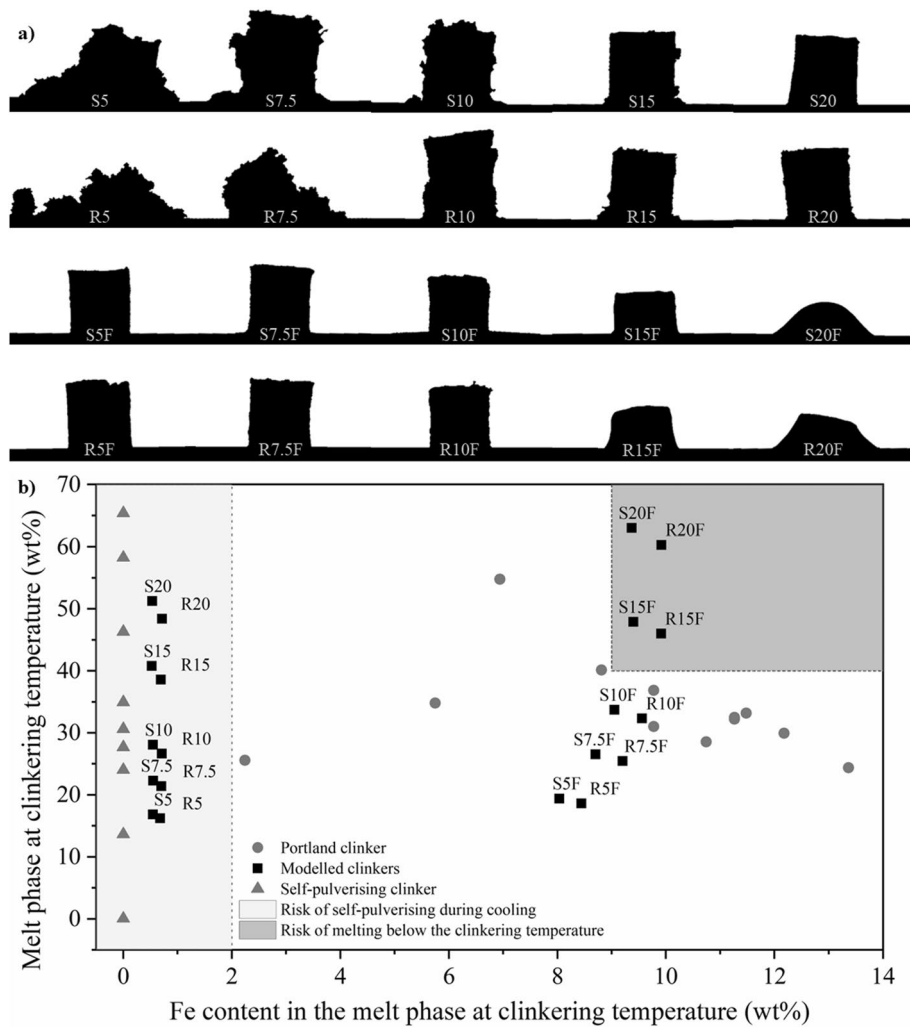 a)
S5 S7.5 S10 S15 S20
R5 R7.5 R10 R15 R20
S5F S7.5F S10F S15F S20F
R5F R7.5F R10F R15F R20F
b)
70
60
50
40
30
20
10
0
Melt phase at clinkering temperature (wt%)
S20F
R20F
S15F
R15F
S20
R20
S15
R15
S10F
R10F
S10
R10
S7.5F
R7.5F
S7.5
R7.5
S5F
R5F
S5
R5
Portland clinker
Modelled clinkers
Self-pulverising clinker
Risk of self-pulverising during cooling
Risk of melting below the clinkering temperature
0 2 4 6 8 10 12 14
Fe content in the melt phase at clinkering temperature (wt%)